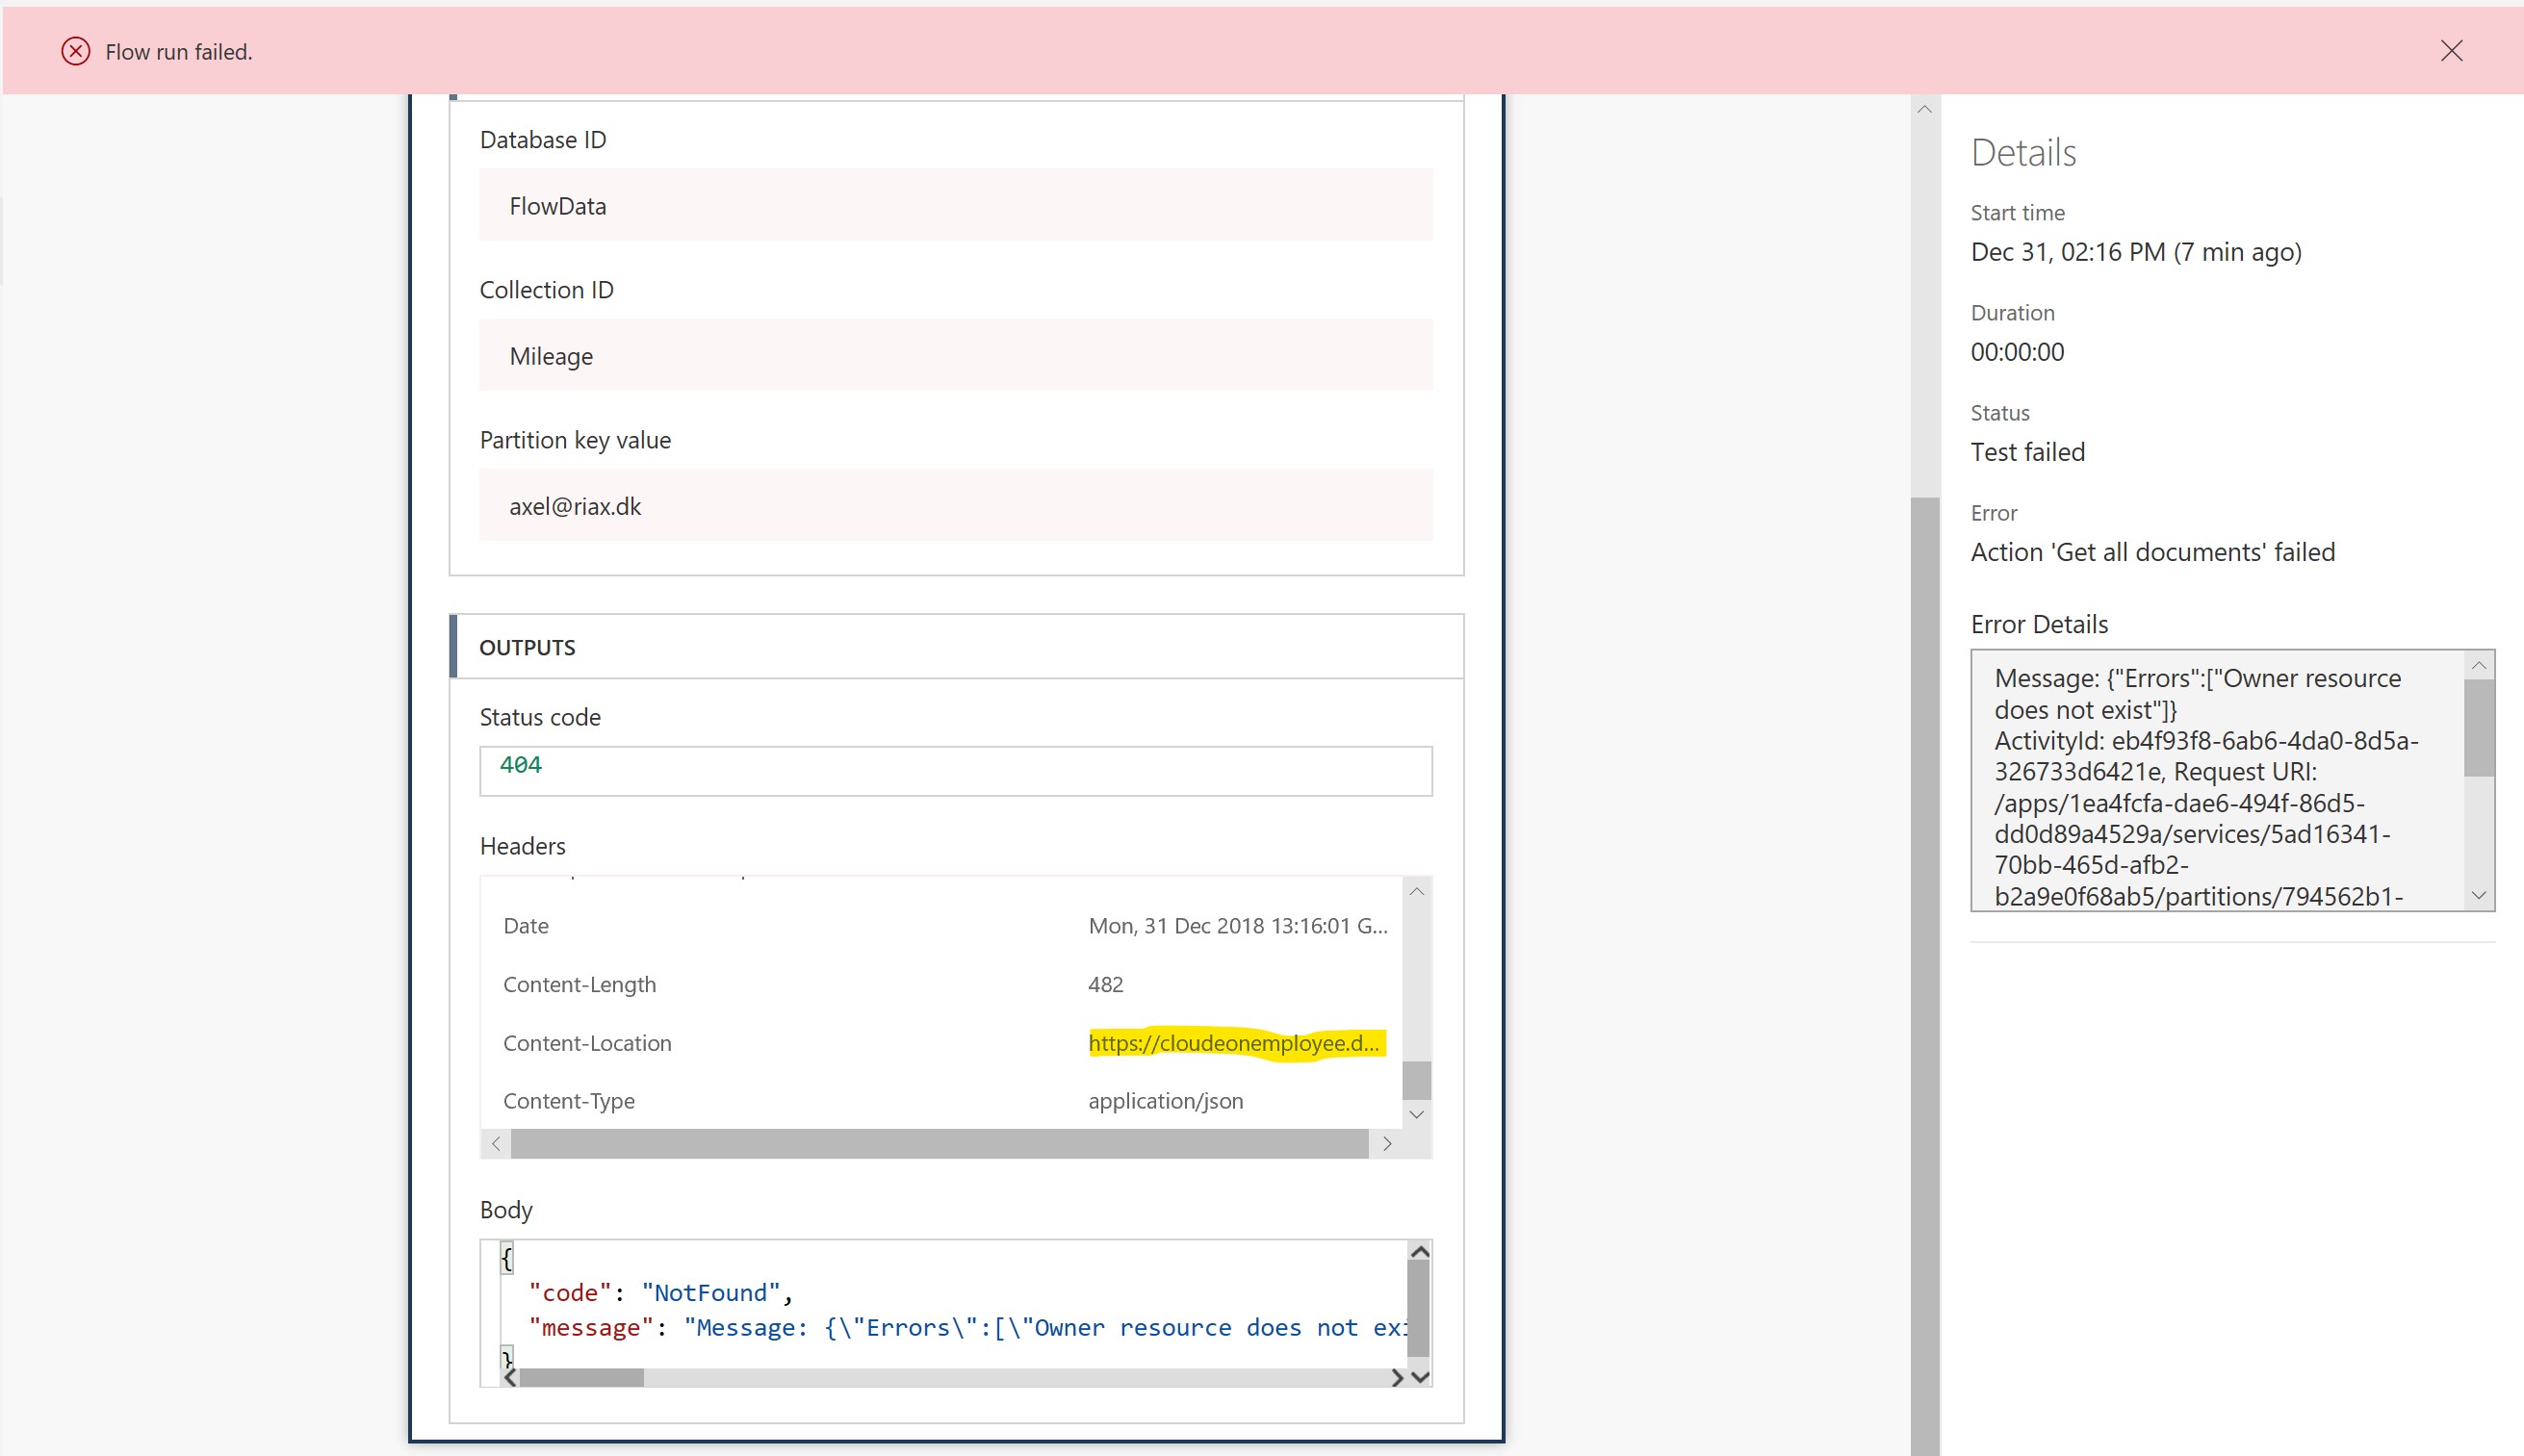 Flow run failed.
Database ID
FlowData
Collection ID
Mileage
Partition key value
axel@riax.dk
OUTPUTS
Status code
404
Headers
Date Mon, 31 Dec 2018 13:16:01 G...
Content-Length 482
Content-Location https://cloudeonemployee.d...
Content-Type application/json
Body
{
"code": "NotFound",
"message": "Message: {\"Errors\":[\"Owner resource does not exi
}
Details
Start time
Dec 31, 02:16 PM (7 min ago)
Duration
00:00:00
Status
Test failed
Error
Action 'Get all documents' failed
Error Details
Message: {"Errors":["Owner resource
does not exist"]}
ActivityId: eb4f93f8-6ab6-4da0-8d5a-
326733d6421e, Request URI:
/apps/1ea4fcfa-dae6-494f-86d5-
dd0d89a4529a/services/5ad16341-
70bb-465d-afb2-
b2a9e0f68ab5/partitions/794562b1-